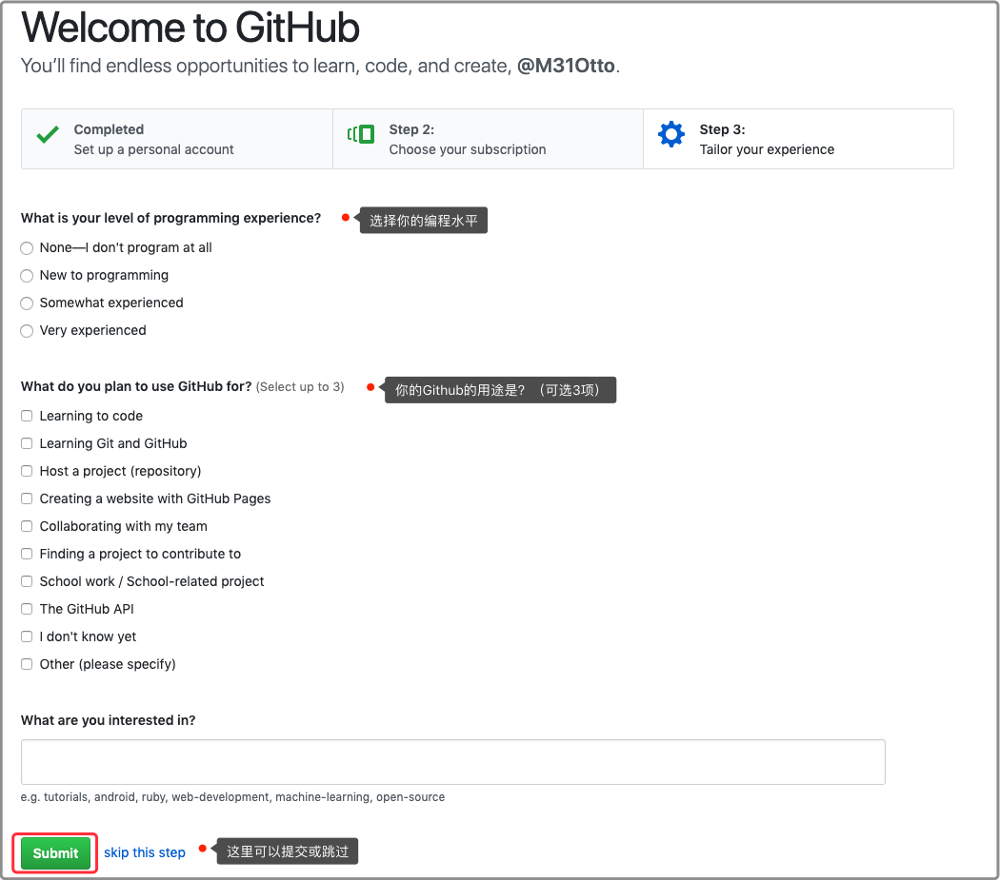 Welcome to GitHub
You'll find endless opportunities to learn, code, and create, @M31Otto.
Completed
Set up a personal account
Step 2:
Choose your subscription
Step 3:
Tailor your experience
What is your level of programming experience?
选择你的编程水平
None—I don't program at all
New to programming
Somewhat experienced
Very experienced
What do you plan to use GitHub for? (Select up to 3)
你的Github的用途是？（可选3项）
Learning to code
Learning Git and GitHub
Host a project (repository)
Creating a website with GitHub Pages
Collaborating with my team
Finding a project to contribute to
School work / School-related project
The GitHub API
I don't know yet
Other (please specify)
What are you interested in?
e.g. tutorials, android, ruby, web-development, machine-learning, open-source
Submit
skip this step
这里可以提交或跳过